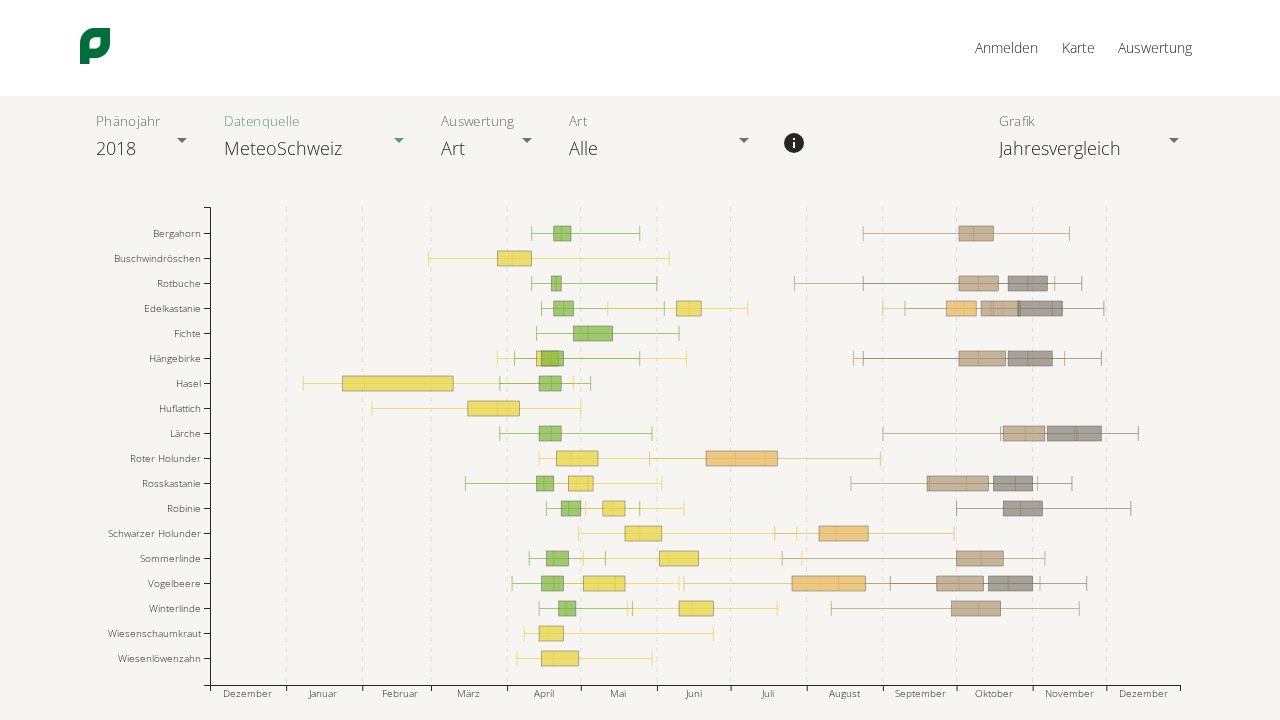 Anmelden Karte Auswertung
Phänojahr Datenquelle Auswertung Art Grafik
2018 MeteoSchweiz Art Alle Jahresvergleich
Bergahorn
Buschwindröschen
Rotbuche
Edelkastanie
Fichte
Hängebirke
Hasel
Huflattich
Lärche
Roter Holunder
Rosskastanie
Robinie
Schwarzer Holunder
Sommerlinde
Vogelbeere
Winterlinde
Wiesenschaumkraut
Wiesenlöwenzahn
Dezember Januar Februar März April Mai Juni Juli August September Oktober November Dezember